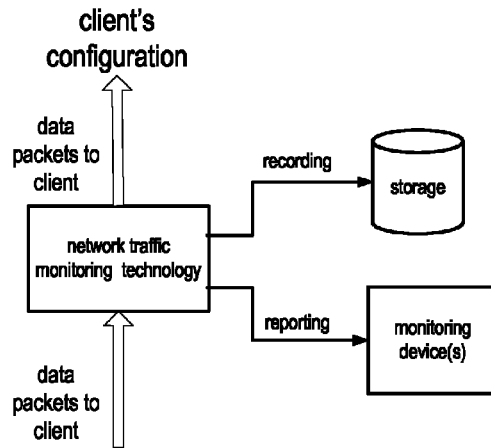 client's
configuration
data
packets to
client
recording
storage
network traffic
monitoring technology
reporting
monitoring
device(s)
data
packets to
client